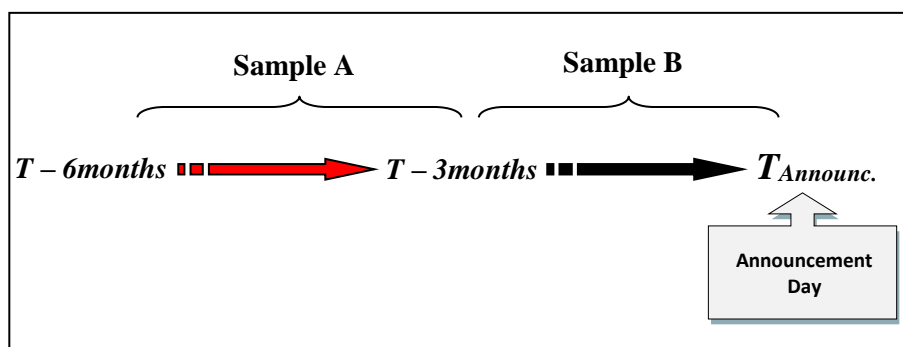 Sample A Sample B
T – 6months T – 3months TAnnounc.
Announcement
Day